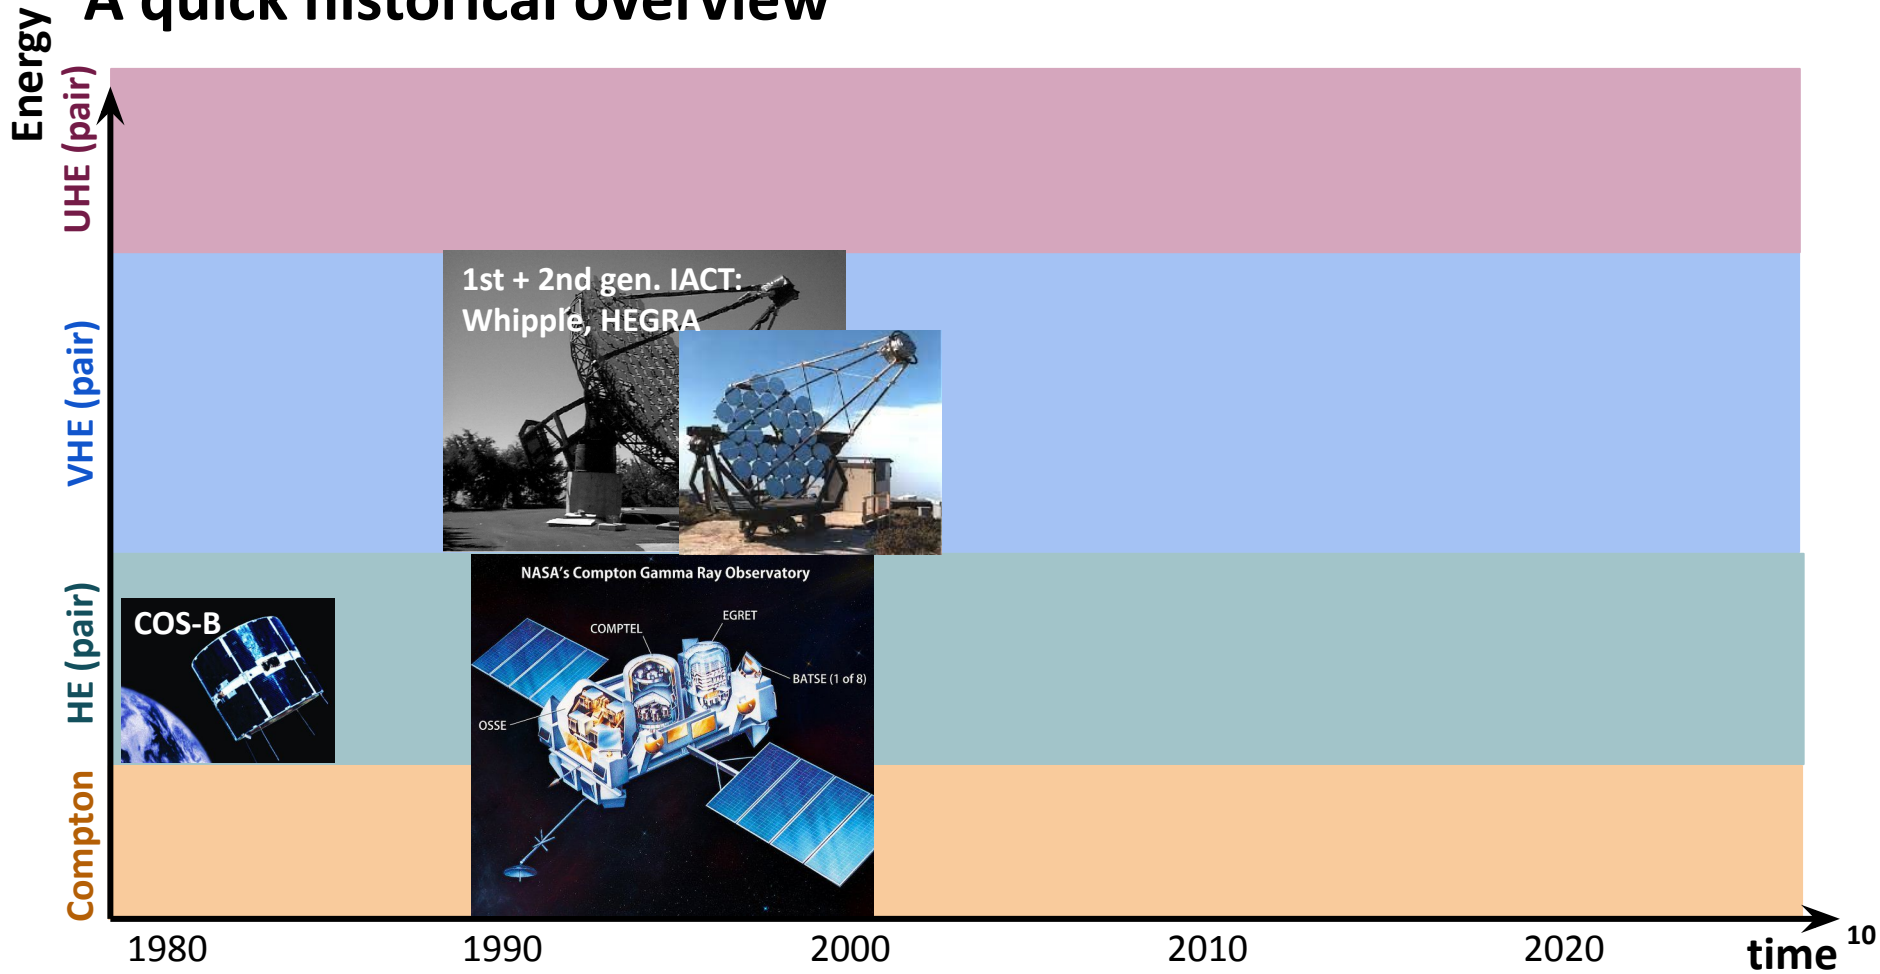 A quick historical overview
Energy
UHE (pair)
VHE (pair)
HE (pair)
Compton
1st + 2nd gen. IACT:
Whipple, HEGRA
COS-B
NASA's Compton Gamma Ray Observatory
EGRET
COMPTEL
BATSE (1 of 8)
OSSE
1980
1990
2000
2010
2020
time
10